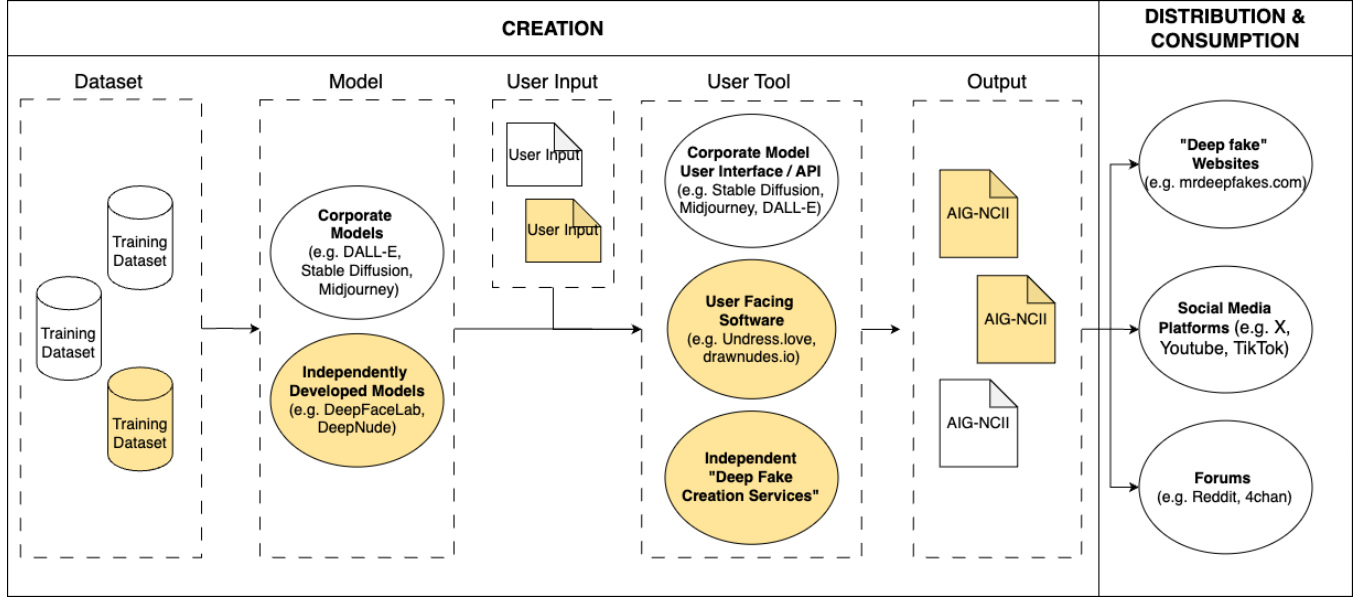 CREATION
DISTRIBUTION &
CONSUMPTION
Dataset
Training
Dataset
Training
Dataset
Training
Dataset
Model
Corporate
Models
(e.g. DALL-E,
Stable Diffusion,
Midjourney)
Independently
Developed Models
(e.g. DeepFaceLab,
DeepNude)
User Input
User Input
User Input
User Tool
Corporate Model
User Interface / API
(e.g. Stable Diffusion,
Midjourney, DALL-E)
User Facing
Software
(e.g. Undress.love,
drawnudes.io)
Independent
"Deep Fake
Creation Services"
Output
AIG-NCII
AIG-NCII
AIG-NCII
"Deep fake"
Websites
(e.g. mrdeepfakes.com)
Social Media
Platforms (e.g. X,
Youtube, TikTok)
Forums
(e.g. Reddit, 4chan)